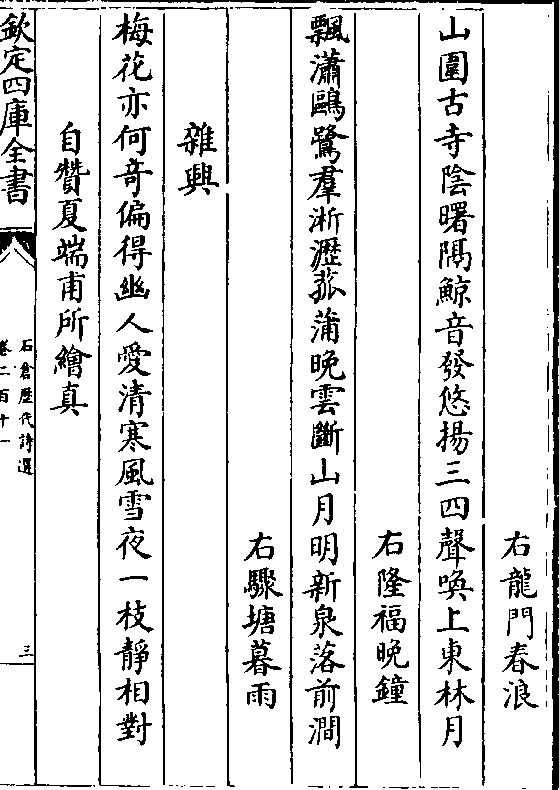 右龍門春浪
山圍古寺陰曙隅鯨音發悠揚三四聲喚上東林月
右隆福晚鐘
飄瀟鷗鷺羣淅瀝菰蒲晚雲斷山月明新泉落前澗
右驟塘暮雨
雜興
梅花亦何奇偏得幽人愛清寒風雪夜一枝靜相對
自贊夏端甫所繪真
欽定四庫全書
石倉歷代詩選
卷二百十一
三